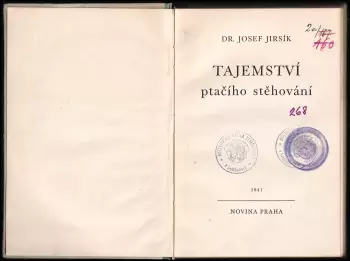 DR. JOSEF JIRSÍK
TAJEMSTVÍ
ptačího stěhování
268
1941
NOVINA PRAHA